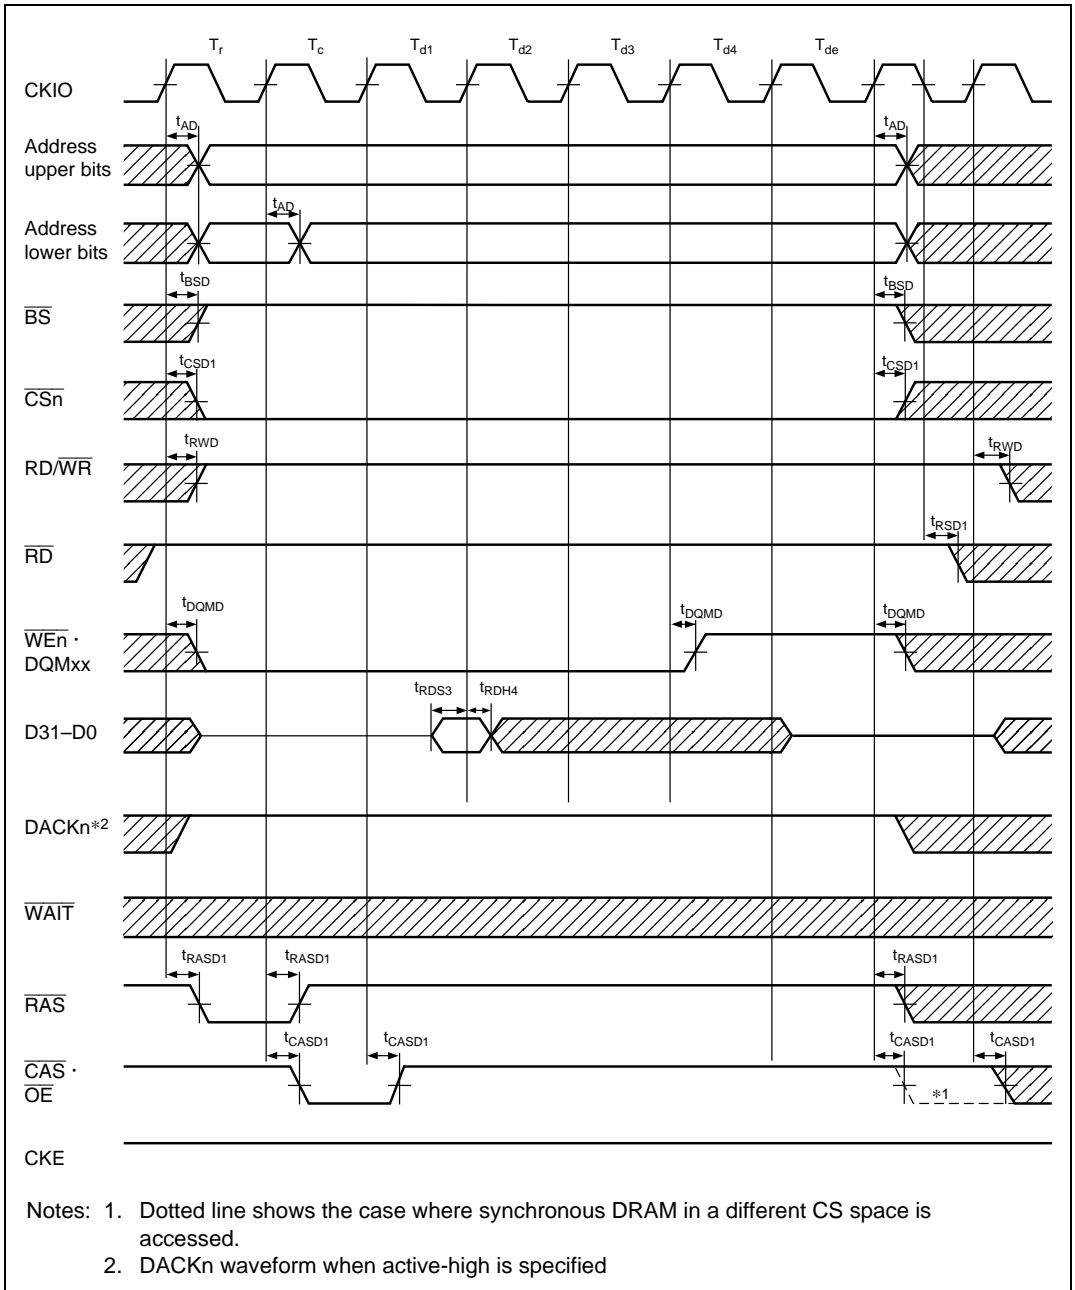 Tr Tc Td1 Td2 Td3 Td4 Tde
CKIO
tAD tAD
Address
upper bits
tAD
Address
lower bits
tBSD tBSD
BS
tCSD1 tCSD1
CSn
tRWD tRWD
RD/WR
tRSD1
RD
tDQMD tDQMD tDQMD
WEn ·
DQMxx
tRDS3 tRDH4
D31–D0
DACKn*2
WAIT
tRASD1 tRASD1 tRASD1
RAS
tCASD1 tCASD1 tCASD1 tCASD1
CAS ·
OE
*1
CKE
Notes: 1. Dotted line shows the case where synchronous DRAM in a different CS space is
accessed.
2. DACKn waveform when active-high is specified